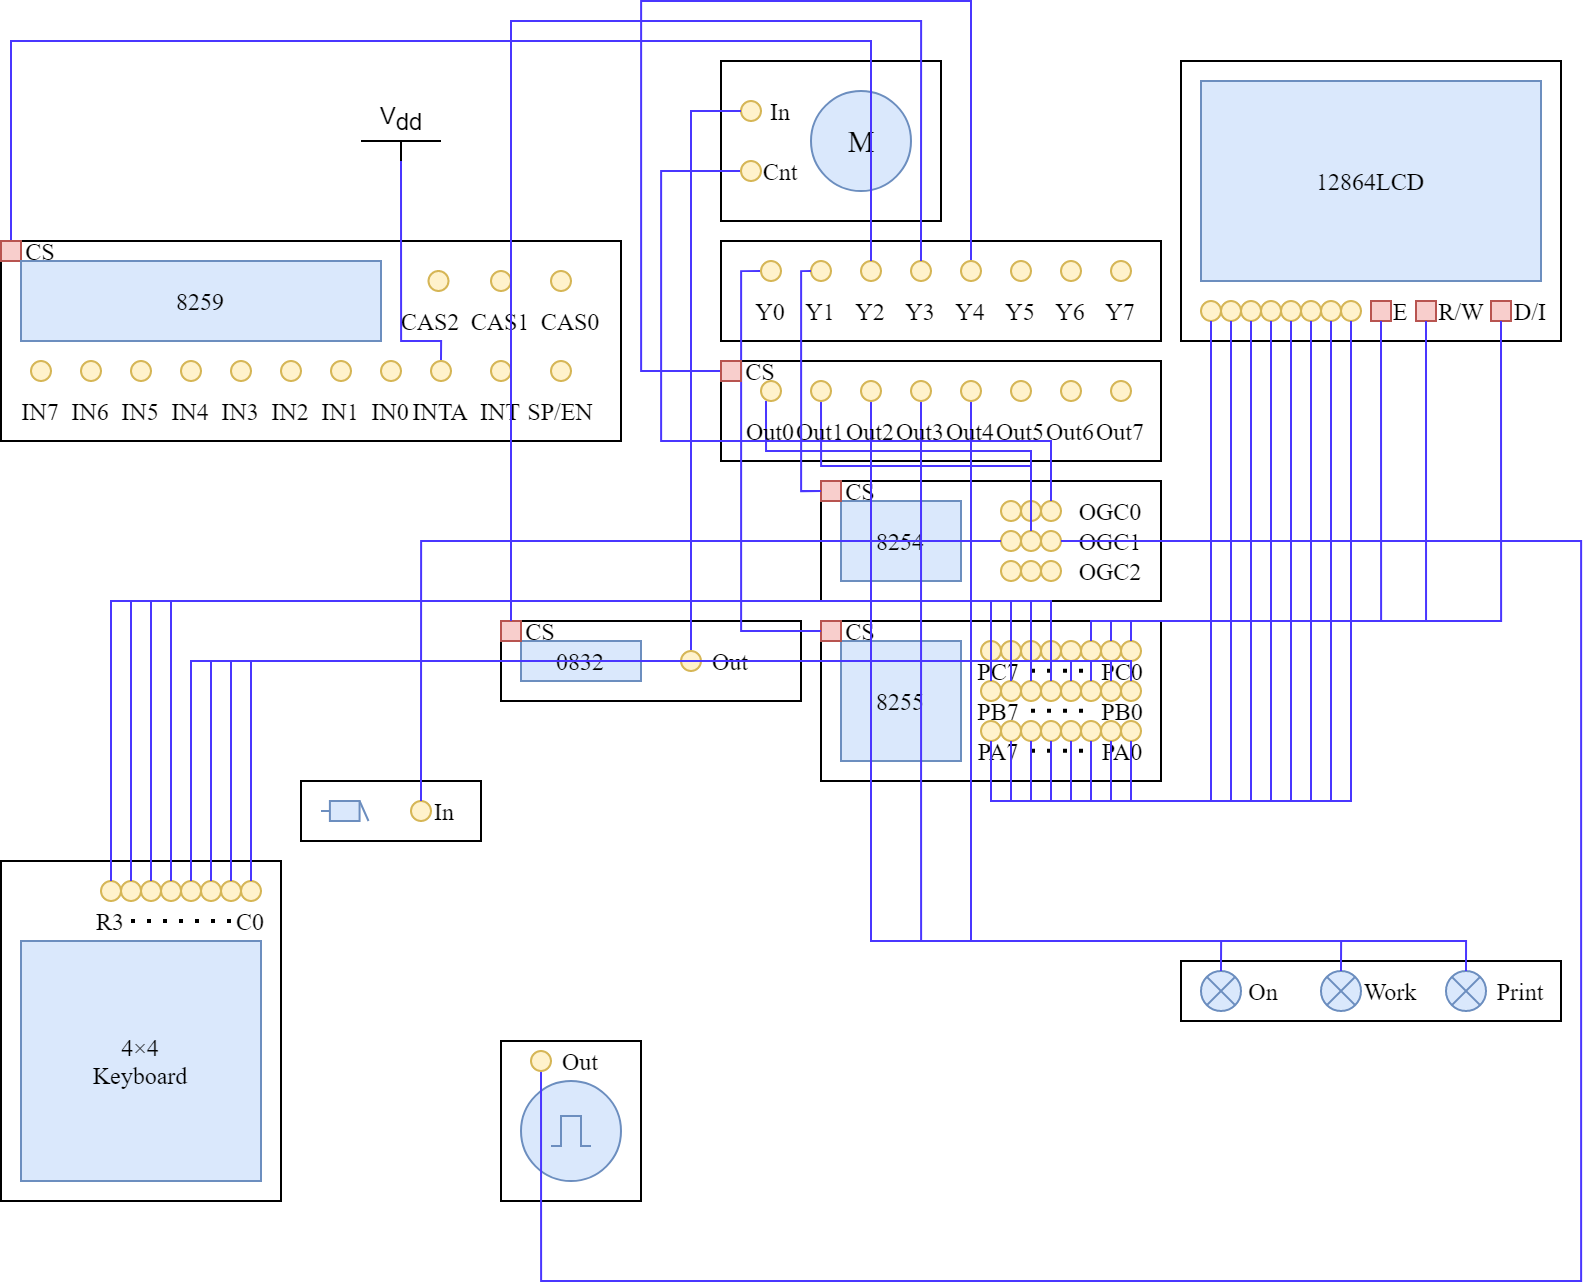 Vdd
In
M
Cnt
12864LCD
E
R/W
D/I
CS
8259
CAS2
CAS1
CAS0
IN7 IN6 IN5 IN4 IN3 IN2 IN1 IN0 INTA INT SP/EN
Y0 Y1 Y2 Y3 Y4 Y5 Y6 Y7
CS
Out0 Out1 Out2 Out3 Out4 Out5 Out6 Out7
CS
8254
OGC0
OGC1
OGC2
CS
0832
Out
CS
8255
PC7 ····· PC0
PB7 ····· PB0
PA7 ····· PA0
In
R3 ······· C0
4×4
Keyboard
On
Work
Print
Out